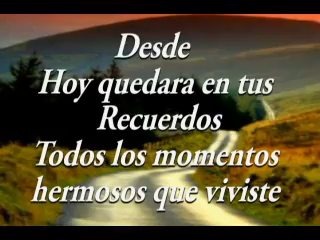 Desde
Hoy quedara en tus
Recuerdos
Todos los momentos
hermosos que viviste